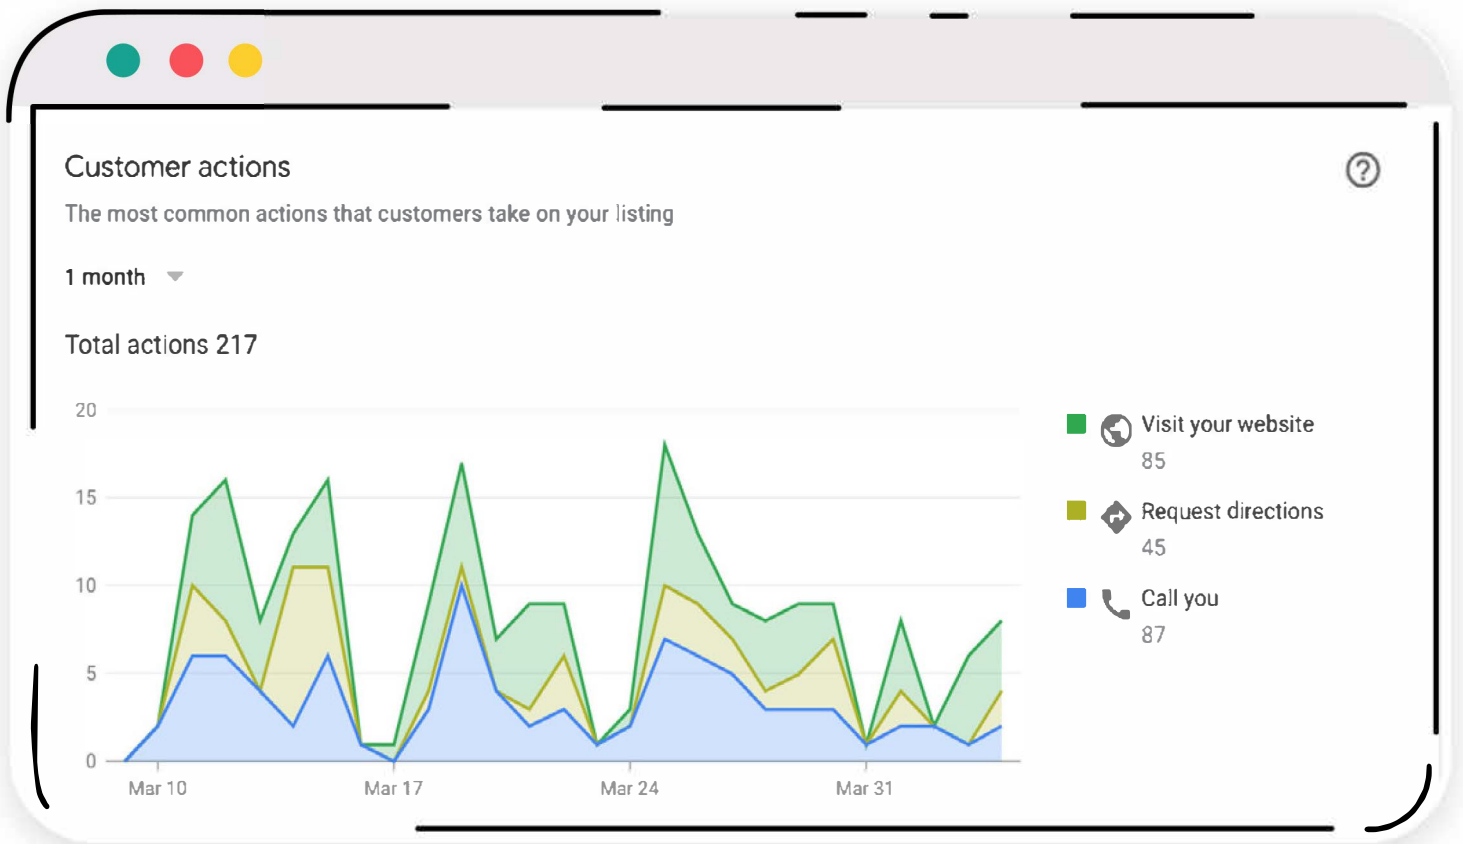 Customer actions
?
The most common actions that customers take on your listing
1 month
Total actions 217
20
15
10
5
0
Mar 10
Mar 17
Mar 24
Mar 31
Visit your website
85
Request directions
45
Call you
87